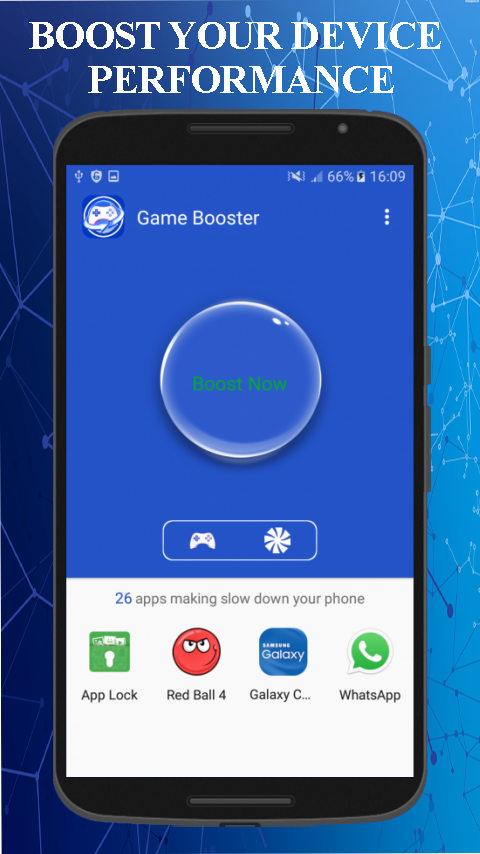 BOOST YOUR DEVICE
PERFORMANCE
66% 16:09
Game Booster
Boost Now
26 apps making slow down your phone
App Lock Red Ball 4 Galaxy C... WhatsApp
SAMSUNG
Galaxy